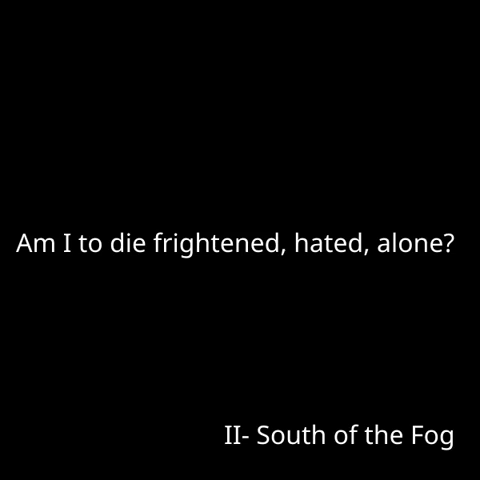 Am I to die frightened, hated, alone?
II- South of the Fog